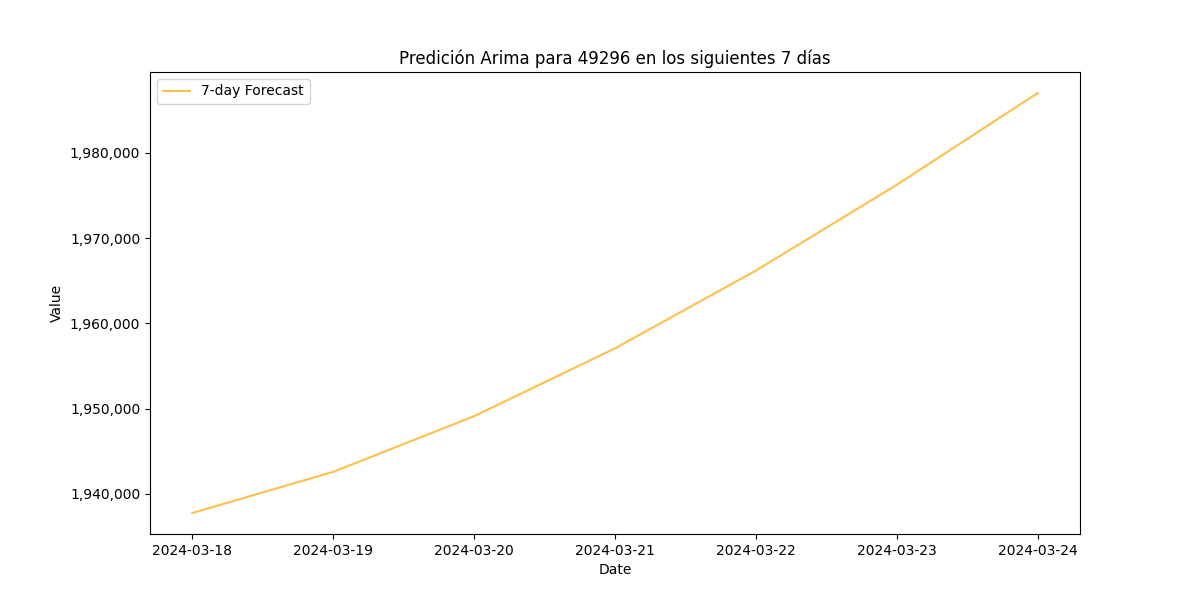 Predición Arima para 49296 en los siguientes 7 días
7-day Forecast
Value
1,980,000
1,970,000
1,960,000
1,950,000
1,940,000
2024-03-18 2024-03-19 2024-03-20 2024-03-21 2024-03-22 2024-03-23 2024-03-24
Date